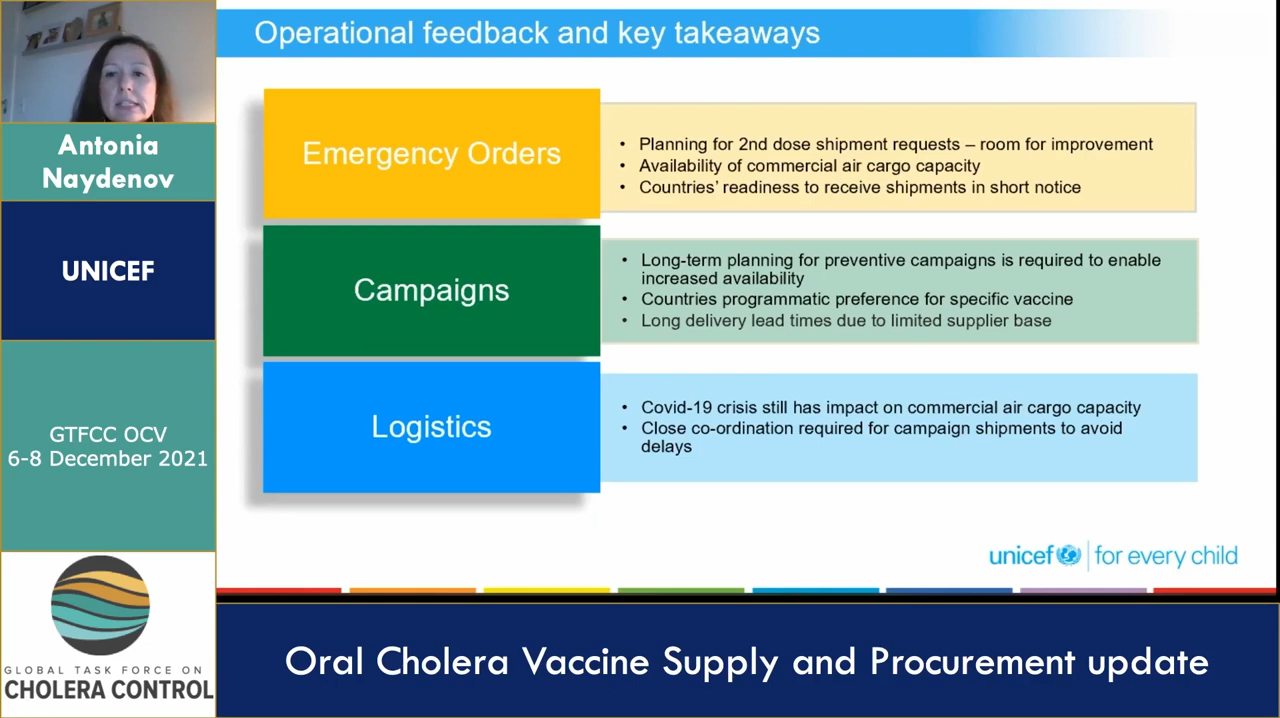 Operational feedback and key takeaways
Antonia
Naydenov
UNICEF
GTFCC OCV
6-8 December 2021
GLOBAL TASK FORCE ON
CHOLERA CONTROL
Emergency Orders
• Planning for 2nd dose shipment requests – room for improvement
• Availability of commercial air cargo capacity
• Countries’ readiness to receive shipments in short notice
Campaigns
• Long-term planning for preventive campaigns is required to enable
increased availability
• Countries programmatic preference for specific vaccine
• Long delivery lead times due to limited supplier base
Logistics
• Covid-19 crisis still has impact on commercial air cargo capacity
• Close co-ordination required for campaign shipments to avoid
delays
unicef for every child
Oral Cholera Vaccine Supply and Procurement update